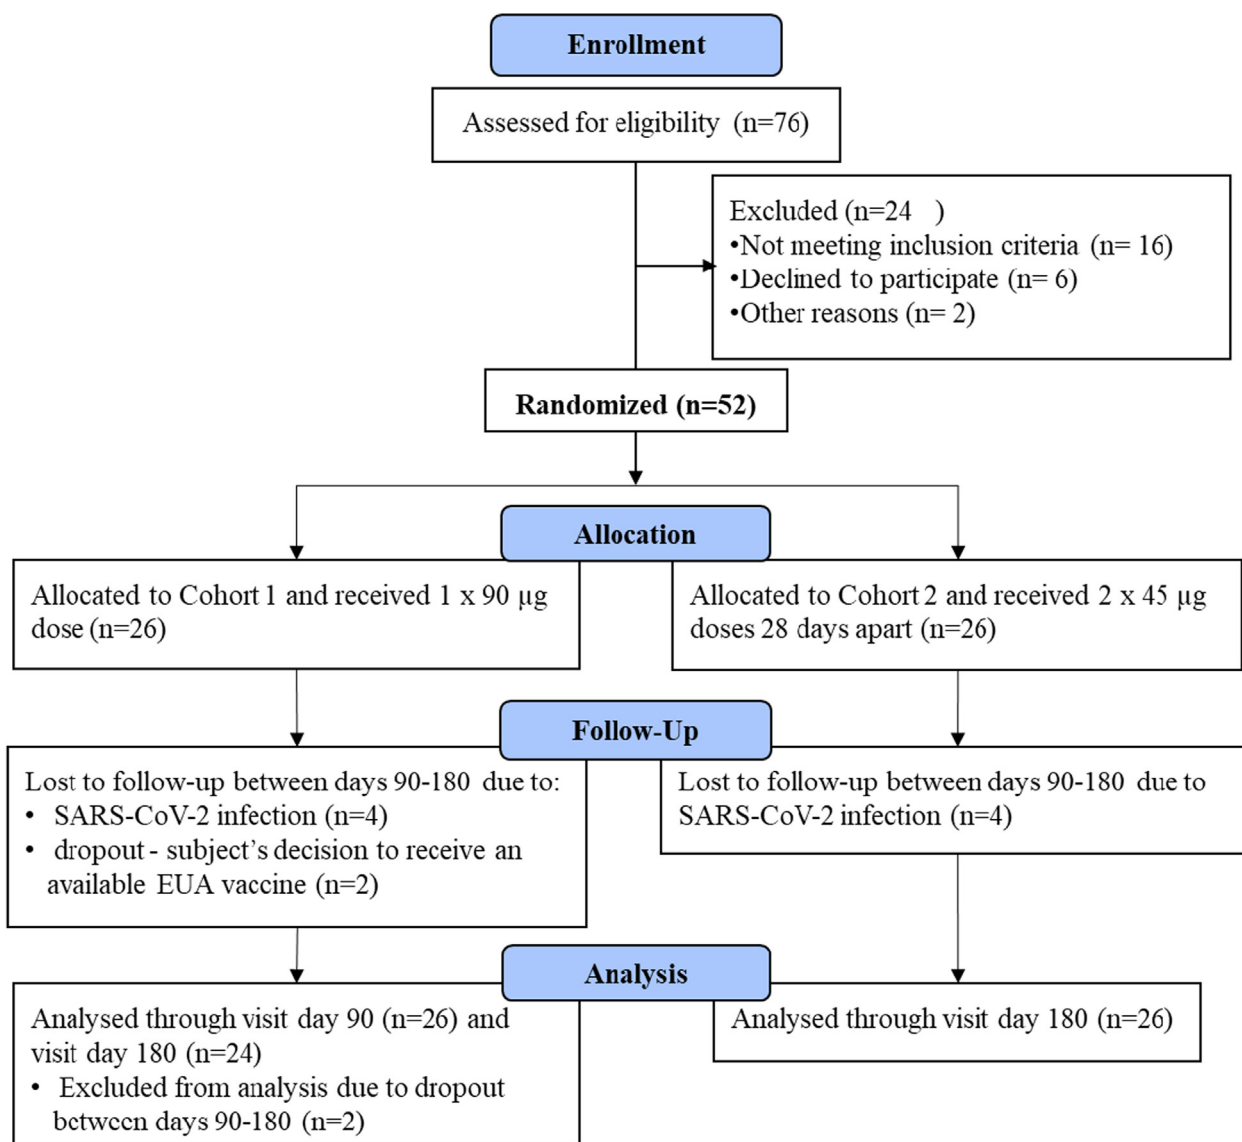 Enrollment
Assessed for eligibility (n=76)
Excluded (n=24 )
•Not meeting inclusion criteria (n= 16)
•Declined to participate (n= 6)
•Other reasons (n= 2)
Randomized (n=52)
Allocation
Allocated to Cohort 1 and received 1 x 90 µg
dose (n=26)
Allocated to Cohort 2 and received 2 x 45 µg
doses 28 days apart (n=26)
Follow-Up
Lost to follow-up between days 90-180 due to:
• SARS-CoV-2 infection (n=4)
• dropout - subject’s decision to receive an
available EUA vaccine (n=2)
Lost to follow-up between days 90-180 due to
SARS-CoV-2 infection (n=4)
Analysis
Analysed through visit day 90 (n=26) and
visit day 180 (n=24)
• Excluded from analysis due to dropout
between days 90-180 (n=2)
Analysed through visit day 180 (n=26)